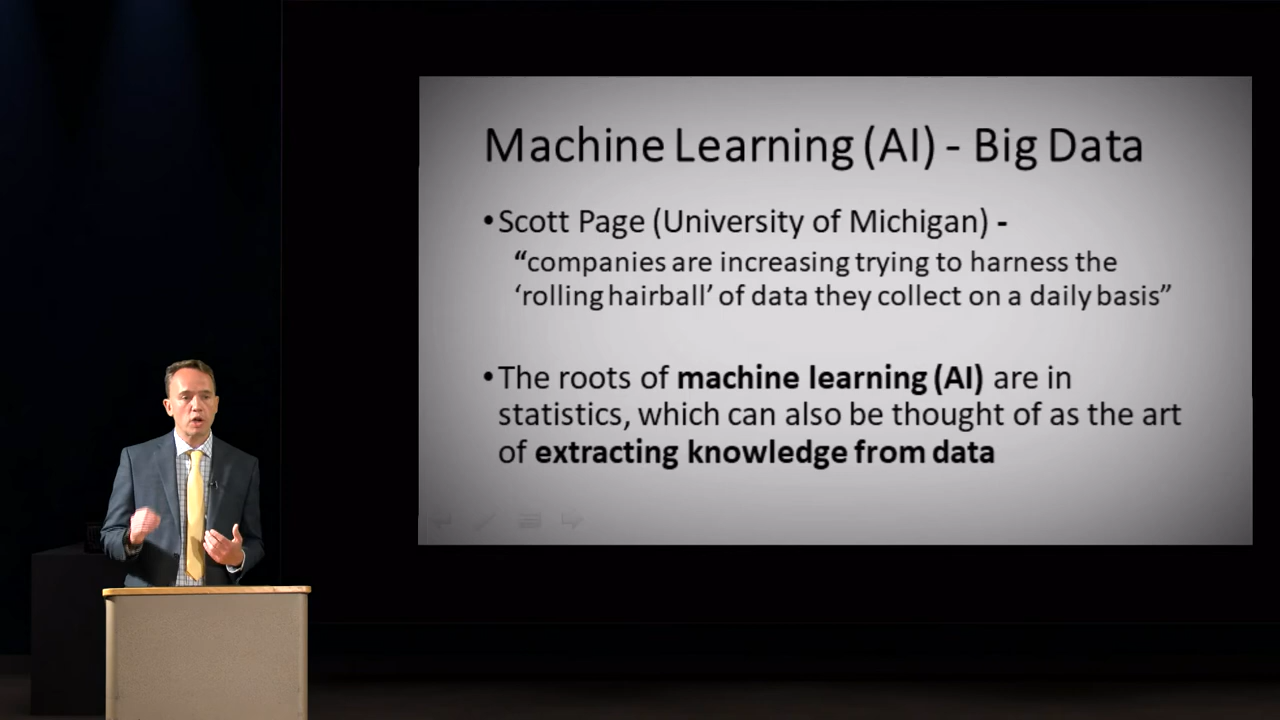 Machine Learning (AI) - Big Data
•Scott Page (University of Michigan) -
“companies are increasing trying to harness the
‘rolling hairball’ of data they collect on a daily basis”
•The roots of machine learning (AI) are in
statistics, which can also be thought of as the art
of extracting knowledge from data